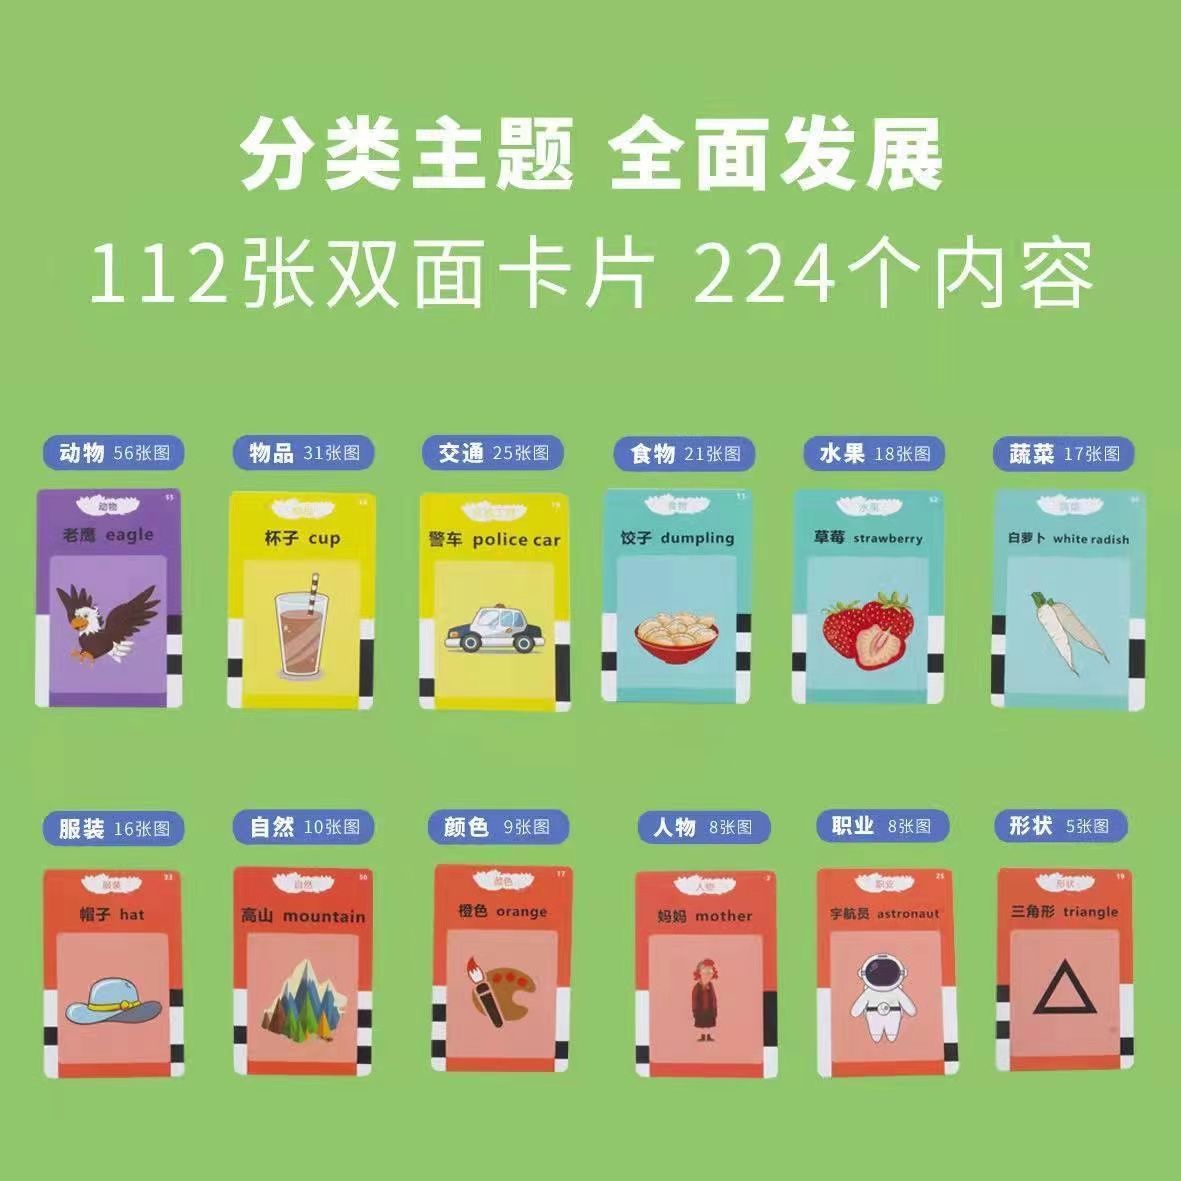 分类主题 全面发展
112张双面卡片 224个内容
动物 56张图
物品 31张图
交通 25张图
食物 21张图
水果 18张图
蔬菜 17张图
动物
老鹰 eagle
杯子 cup
警车 police car
食物
饺子 dumpling
水果
草莓 strawberry
白萝卜 white radish
服装 16张图
自然 10张图
颜色 9张图
人物 8张图
职业 8张图
形状 5张图
服装 33
帽子 hat
自然
高山 mountain
颜色 17
橙色 orange
人物
妈妈 mother
职业 25
宇航员 astronaut
形状 19
三角形 triangle